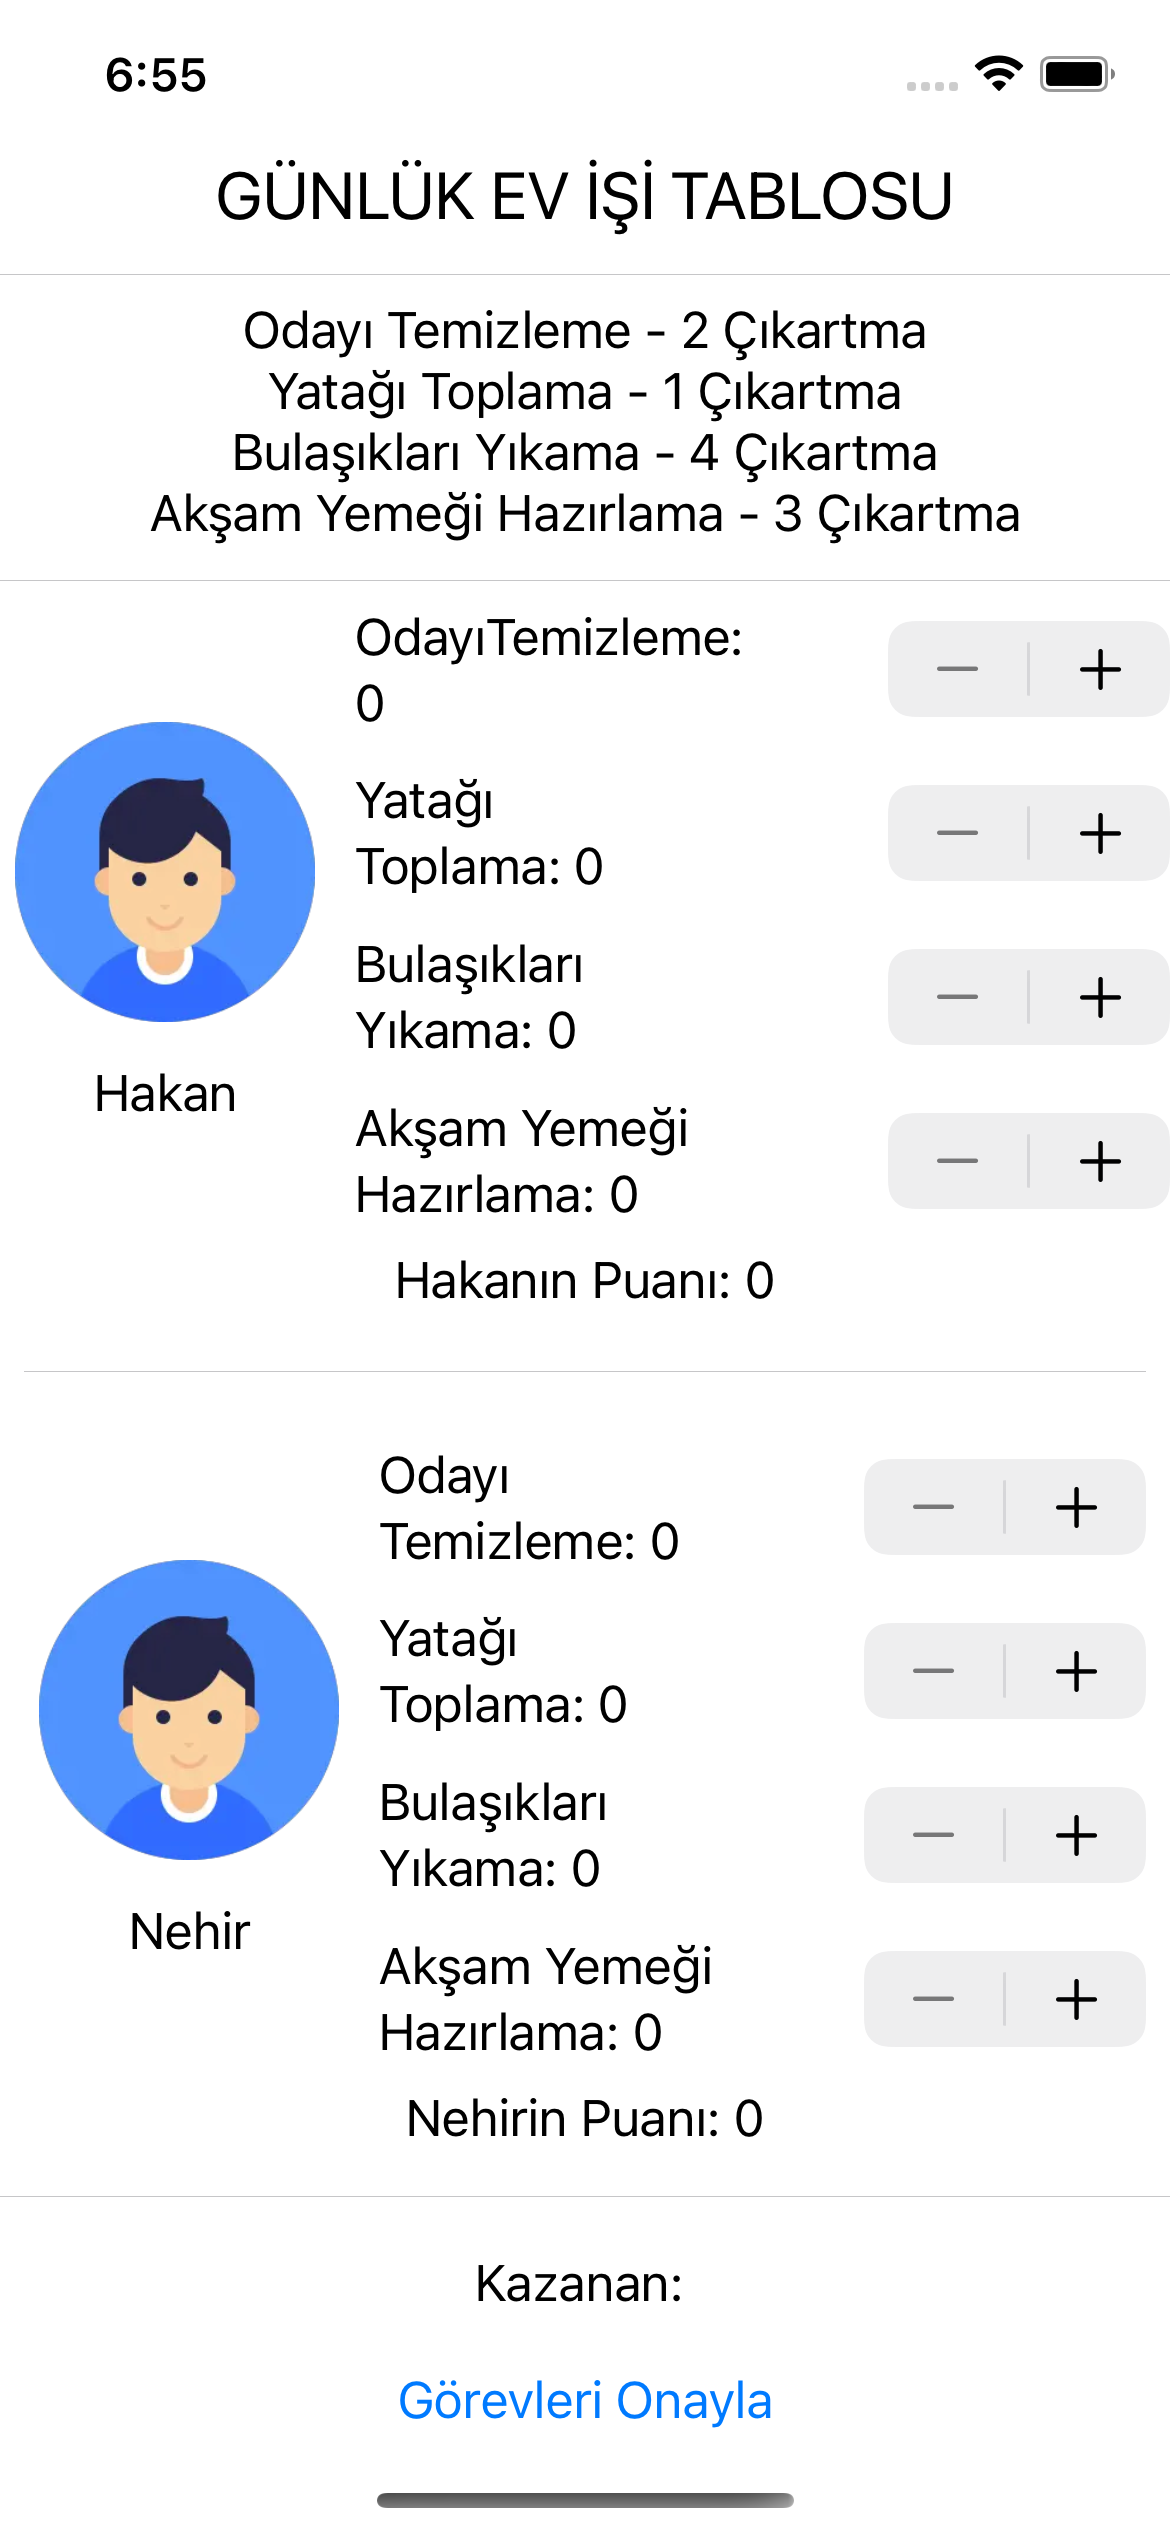 6:55
GÜNLÜK EV İŞİ TABLOSU
Odayı Temizleme - 2 Çıkartma
Yatağı Toplama - 1 Çıkartma
Bulaşıkları Yıkama - 4 Çıkartma
Akşam Yemeği Hazırlama - 3 Çıkartma
OdayıTemizleme:
0
Yatağı
Toplama: 0
Bulaşıkları
Yıkama: 0
Akşam Yemeği
Hazırlama: 0
Hakan
Hakanın Puanı: 0
Odayı
Temizleme: 0
Yatağı
Toplama: 0
Bulaşıkları
Yıkama: 0
Akşam Yemeği
Hazırlama: 0
Nehir
Nehirin Puanı: 0
Kazanan:
Görevleri Onayla